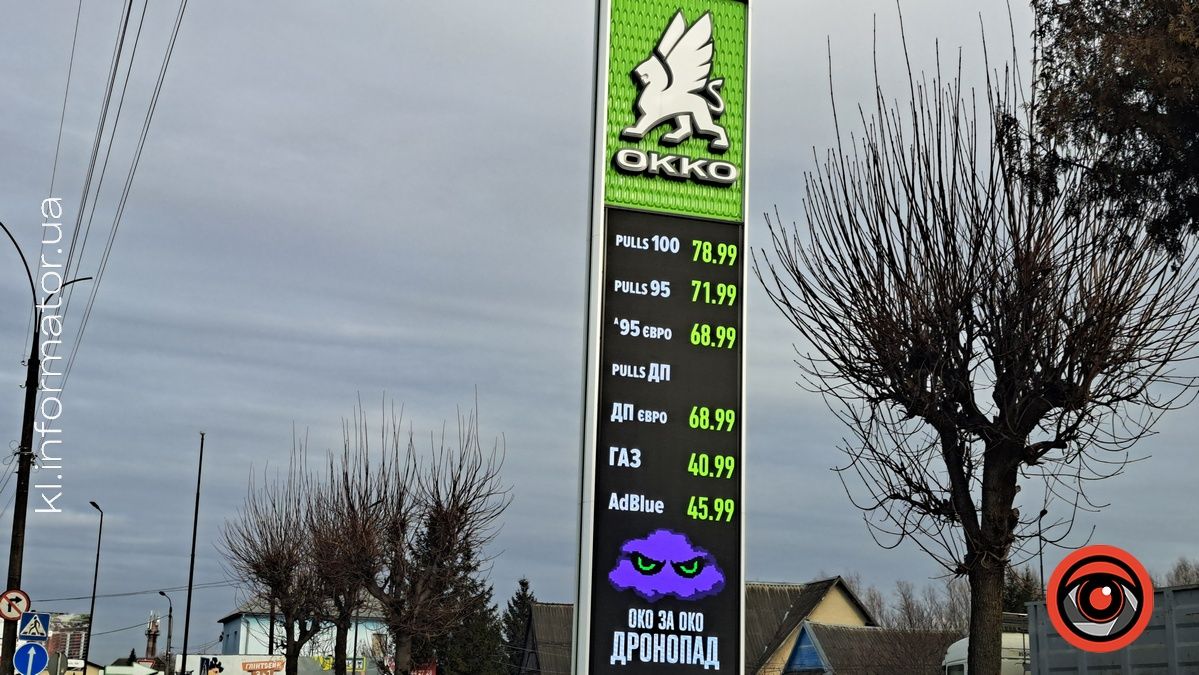 kl.informator.ua
OKKO
PULLS 100 78.99
PULLS 95 71.99
A95 ЄВРО 68.99
PULLS ДП
ДП ЄВРО 68.99
ГАЗ 40.99
AdBlue 45.99
ОКО ЗА ОКО
ДРОНОПАД
ГЛІНТБЕЙН